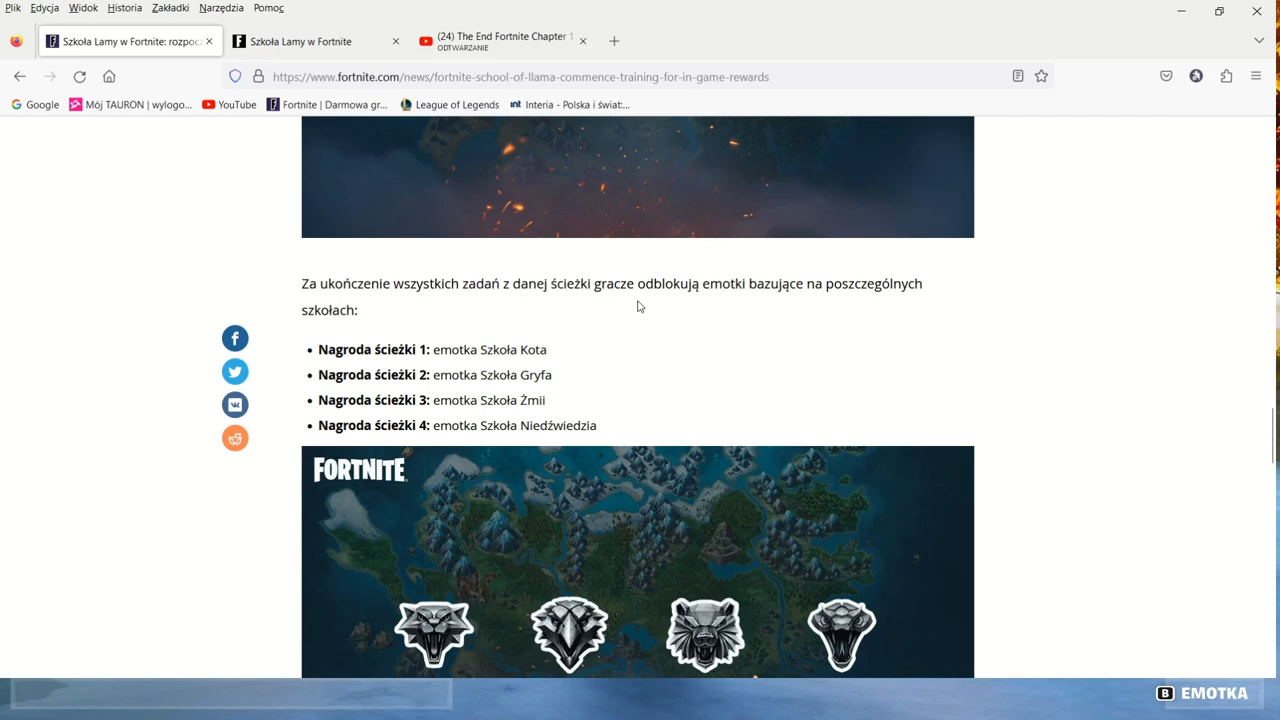 Plik Edycja Widok Historia Zakładki Narzędzia Pomoc
Szkoła Lamy w Fortnite: rozpocz
Szkoła Lamy w Fortnite
(24) The End Fortnite Chapter 1
ODTWARZANIE
https://www.fortnite.com/news/fortnite-school-of-llama-commence-training-for-in-game-rewards
Google Mój TAURON | wylogo... YouTube Fortnite | Darmowa gr... League of Legends int Interia - Polska i świat:...
Za ukończenie wszystkich zadań z danej ścieżki gracze odblokują emotki bazujące na poszczególnych
szkołach:
• Nagroda ścieżki 1: emotka Szkoła Kota
• Nagroda ścieżki 2: emotka Szkoła Gryfa
• Nagroda ścieżki 3: emotka Szkoła Żmii
• Nagroda ścieżki 4: emotka Szkoła Niedźwiedzia
FORTNITE
B EMOTKA